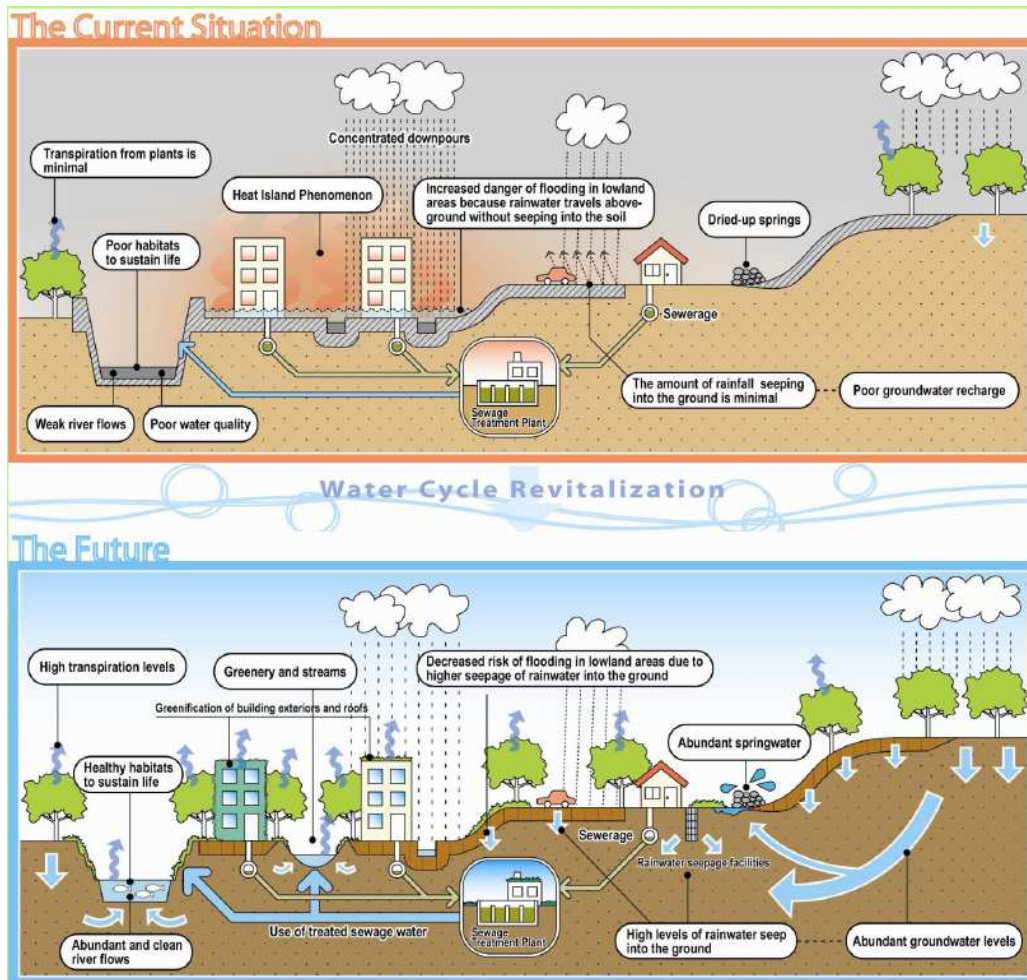 The Current Situation
Concentrated downpours
Transpiration from plants is
minimal
Heat Island Phenomenon
Increased danger of flooding in lowland
areas because rainwater travels above-
ground without seeping into the soil
Poor habitats
to sustain life
Dried-up springs
Sewerage
The amount of rainfall seeping
into the ground is minimal
Poor groundwater recharge
Weak river flows
Poor water quality
Sewage
Treatment Plant
Water Cycle Revitalization
The Future
High transpiration levels
Greenery and streams
Decreased risk of flooding in lowland areas due to
higher seepage of rainwater into the ground
Greenification of building exteriors and roofs
Abundant springwater
Healthy habitats
to sustain life
Sewerage
Rainwater seepage facilities
Use of treated sewage water
Sewage
Treatment Plant
High levels of rainwater seep
into the ground
Abundant groundwater levels
Abundant and clean
river flows